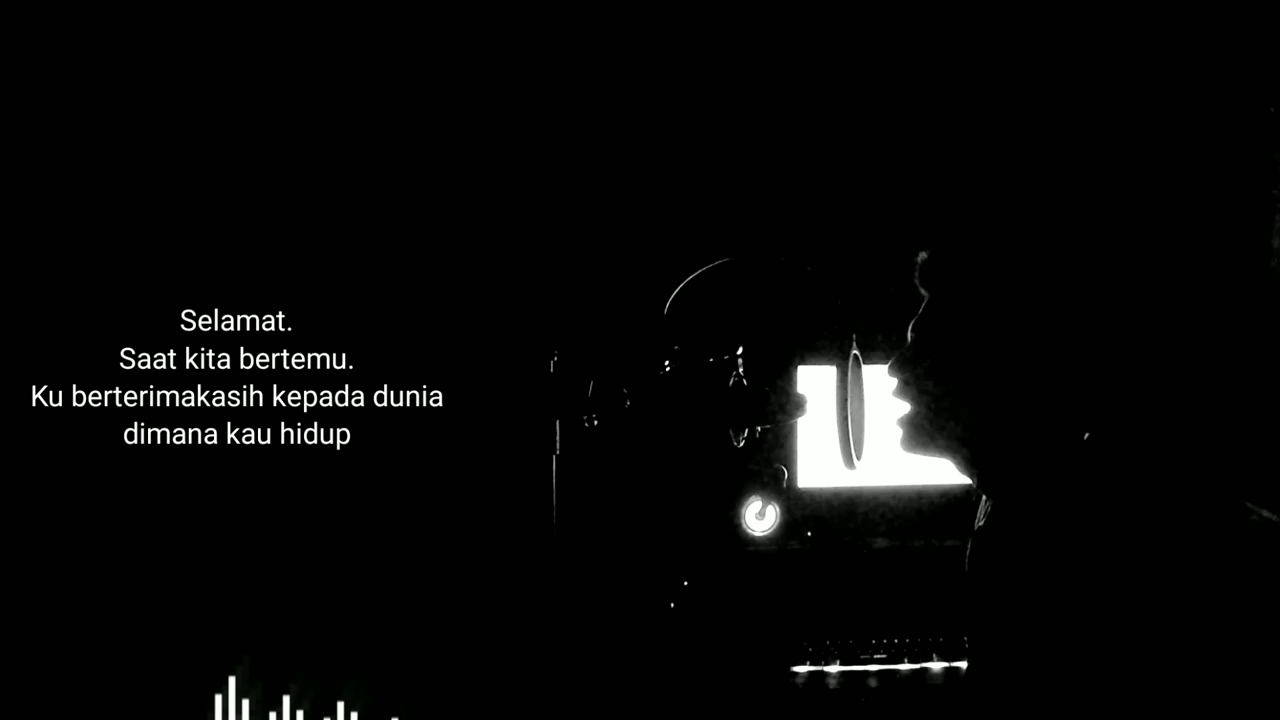 Selamat.
Saat kita bertemu.
Ku berterimakasih kepada dunia
dimana kau hidup